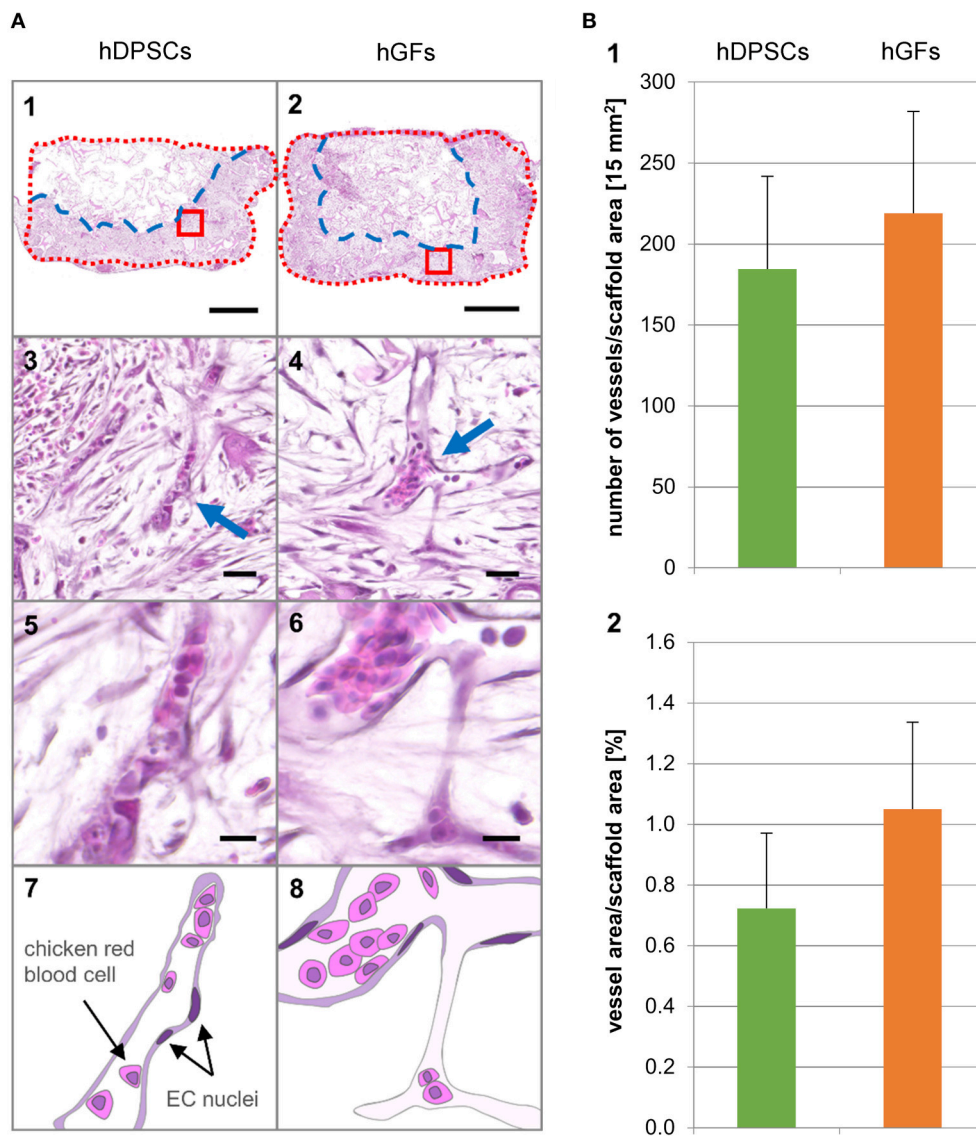 A
hDPSCs
hGFs
1
2
3
4
5
6
7
chicken red
blood cell
EC nuclei
8
B
1
hDPSCs
hGFs
number of vessels/scaffold area [15 mm²]
300
250
200
150
100
50
0
2
vessel area/scaffold area [%]
1.6
1.4
1.2
1.0
0.8
0.6
0.4
0.2
0.0